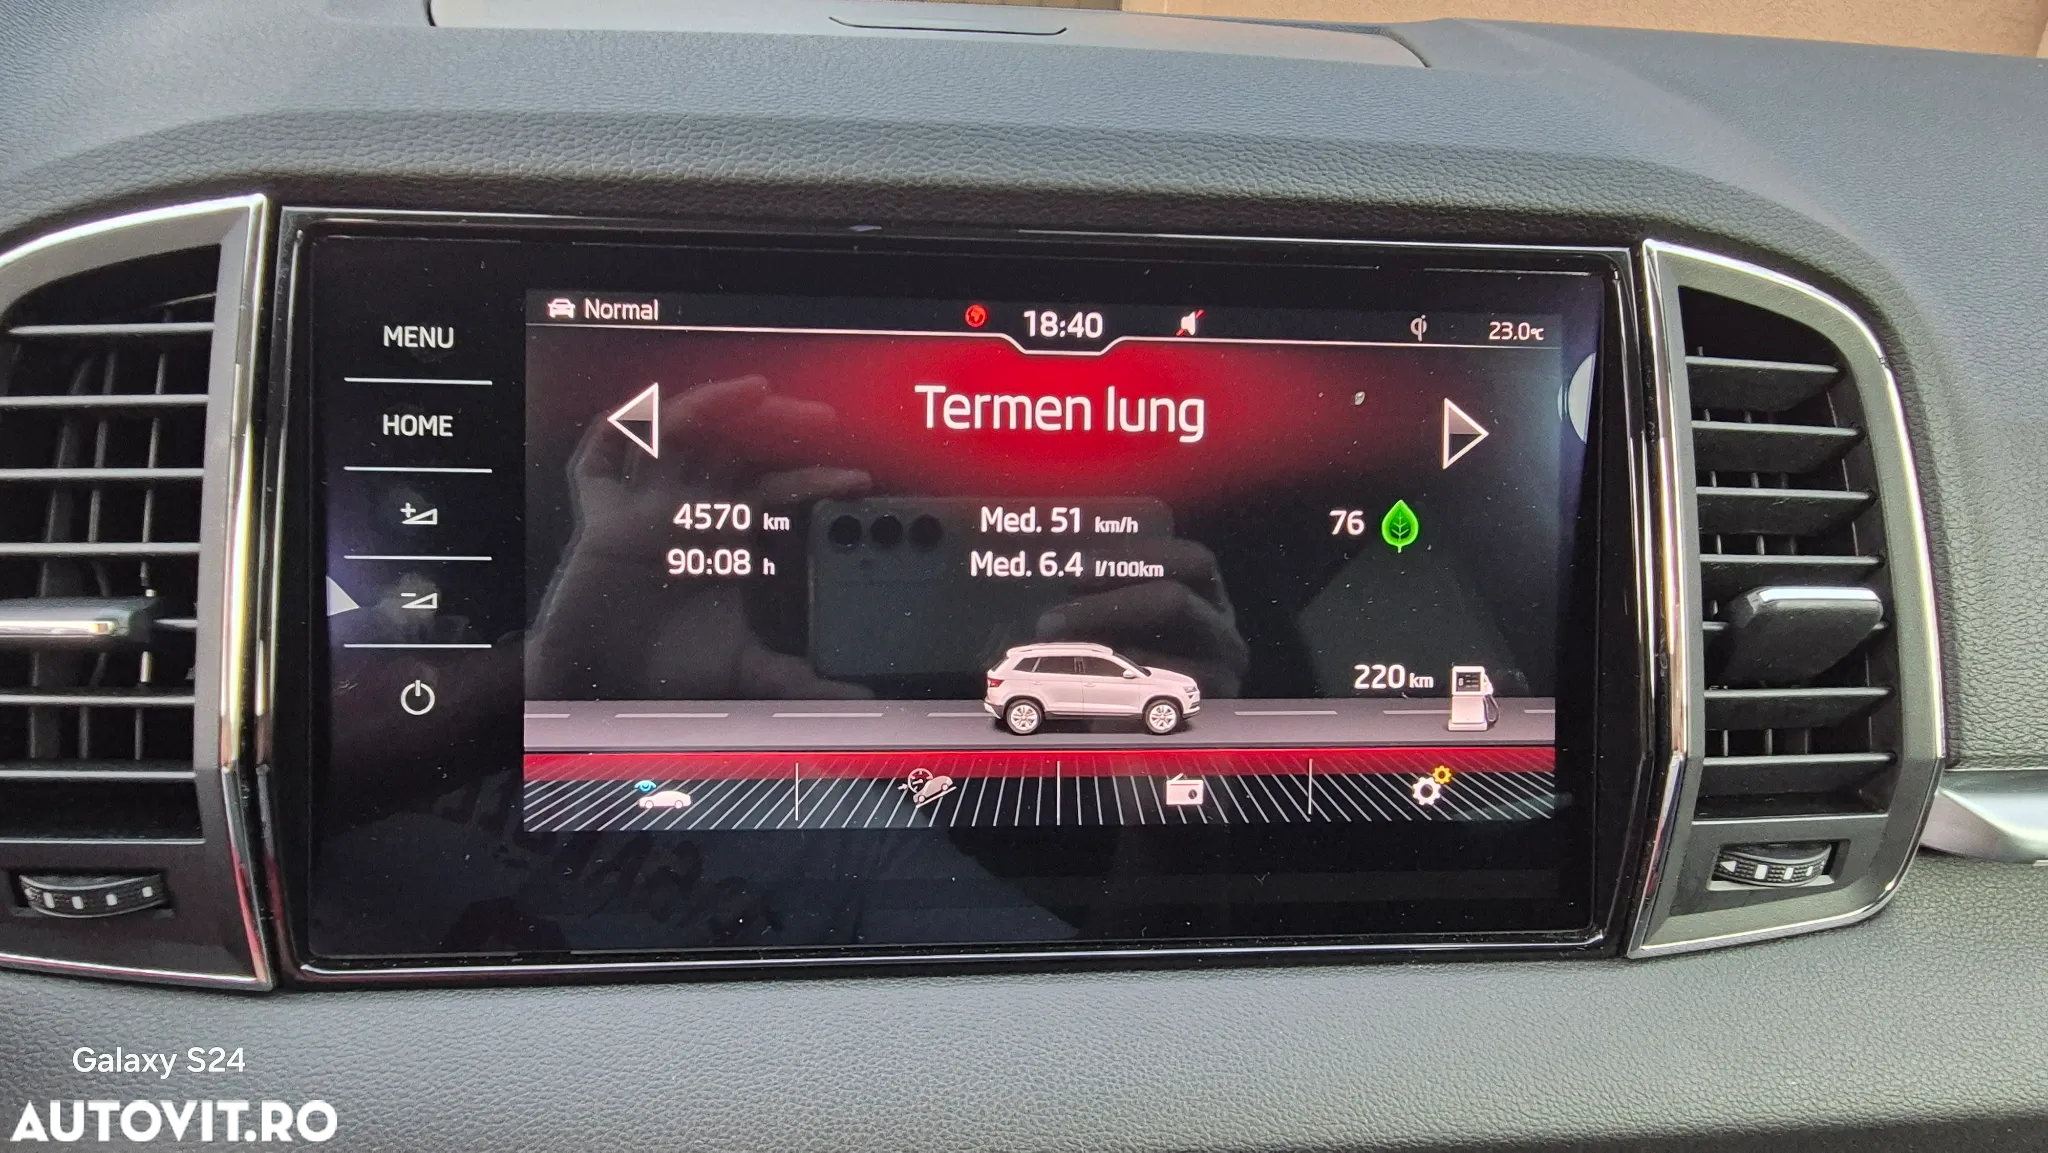 Normal
18:40
23.0°C
MENU
HOME
Termen lung
4570 km
90:08 h
Med. 51 km/h
Med. 6.4 l/100km
76
220 km
Galaxy S24
AUTOVIT.RO